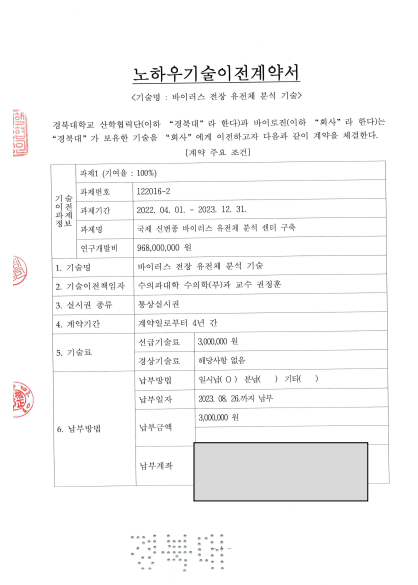 노하우기술이전계약서
<기술명 : 바이러스 전장 유전체 분석 기술>
경북대학교 산학협력단(이하 “경북대”라 한다)과 바이로진(이하 “회사”라 한다)는
“경북대”가 보유한 기술을 “회사”에게 이전하고자 다음과 같이 계약을 체결한다.
[계약 주요 조건]
기술이전과제정보
과제1 (기여율 : 100%)
과제번호 122016-2
과제기간 2022. 04. 01. - 2023. 12. 31.
과제명 국채 신변종 바이러스 유전체 분석 센터 구축
연구개발비 968,000,000 원
1. 기술명 바이러스 전장 유전체 분석 기술
2. 기술이전책임자 수의과대학 수의학(부)과 교수 권정훈
3. 실시권 종류 통상실시권
4. 계약기간 계약일로부터 4년 간
5. 기술료 선급기술료 3,000,000 원
경상기술료 해당사항 없음
6. 납부방법 납부방법 일시납( O ) 분납( ) 기타( )
납부일자 2023. 08. 26.까지 납부
납부금액 3,000,000 원
납부계좌
경북대